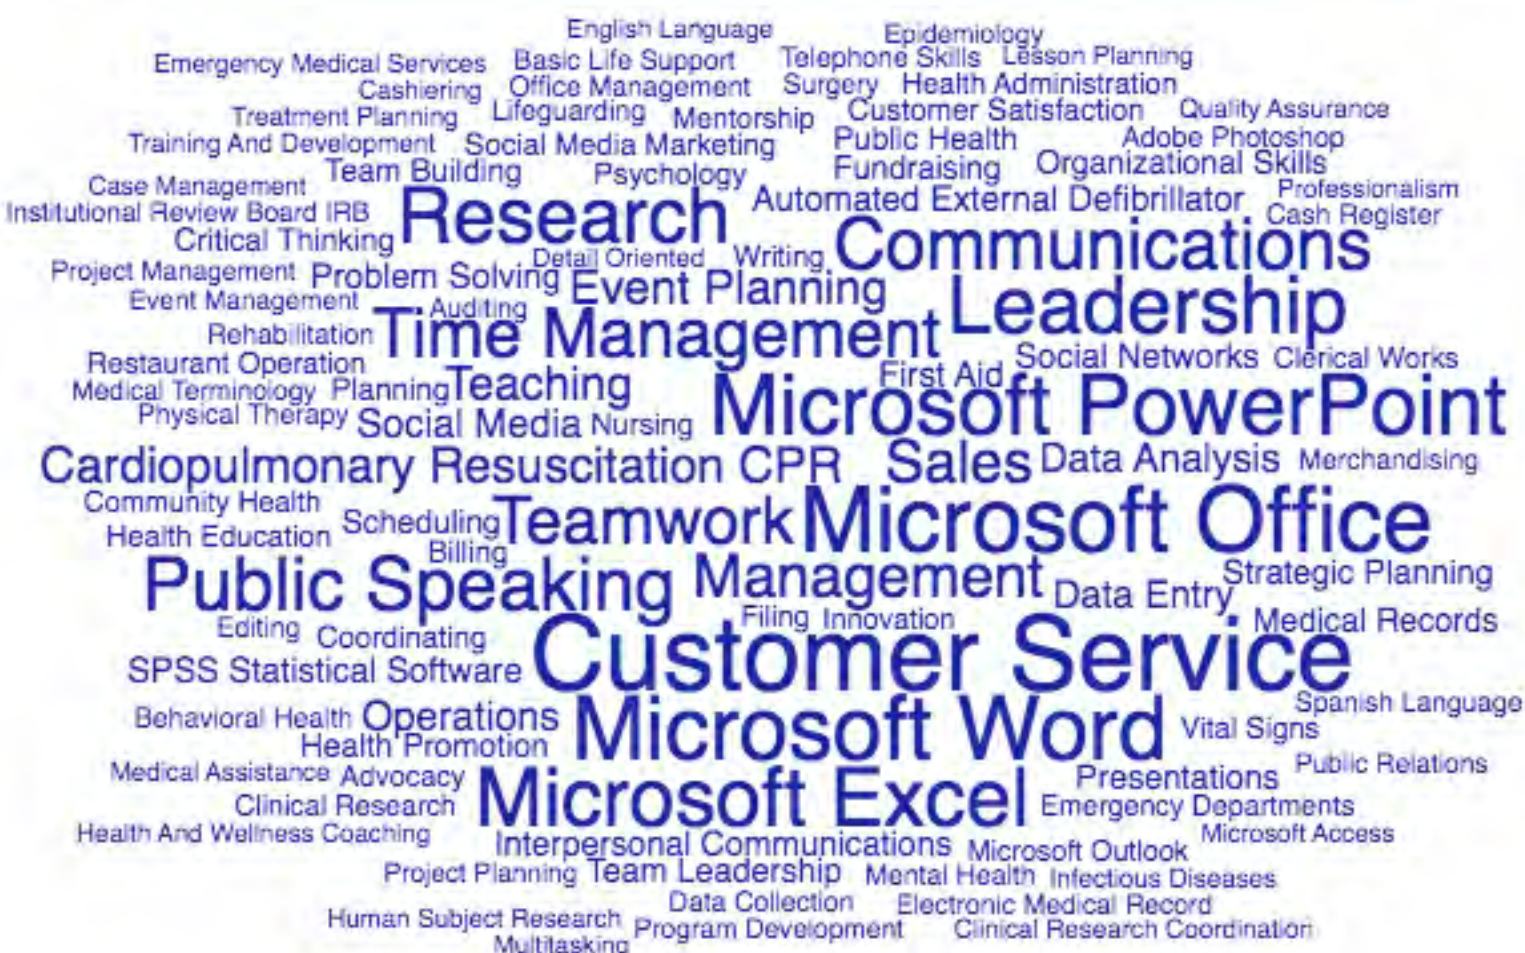 English Language
Epidemiology
Emergency Medical Services
Basic Life Support
Telephone Skills
Lesson Planning
Cashiering
Office Management
Surgery
Health Administration
Treatment Planning
Lifeguarding
Mentorship
Customer Satisfaction
Quality Assurance
Training And Development
Social Media Marketing
Public Health
Adobe Photoshop
Team Building
Psychology
Fundraising
Organizational Skills
Case Management
Research
Automated External Defibrillator
Professionalism
Institutional Review Board IRB
Cash Register
Critical Thinking
Detail Oriented
Writing
Communications
Project Management
Problem Solving
Event Planning
Event Management
Auditing
Leadership
Rehabilitation
Time Management
Restaurant Operation
First Aid
Social Networks
Clerical Works
Medical Terminology
Planning
Teaching
Microsoft PowerPoint
Physical Therapy
Social Media
Nursing
Cardiopulmonary Resuscitation CPR
Sales
Data Analysis
Merchandising
Community Health
Scheduling
Teamwork
Microsoft Office
Health Education
Billing
Public Speaking
Management
Data Entry
Strategic Planning
Editing
Coordinating
Filing
Innovation
Medical Records
SPSS Statistical Software
Customer Service
Behavioral Health
Operations
Microsoft Word
Spanish Language
Vital Signs
Health Promotion
Medical Assistance
Advocacy
Microsoft Excel
Presentations
Public Relations
Clinical Research
Emergency Departments
Health And Wellness Coaching
Interpersonal Communications
Microsoft Outlook
Microsoft Access
Project Planning
Team Leadership
Mental Health
Infectious Diseases
Data Collection
Electronic Medical Record
Human Subject Research
Program Development
Clinical Research Coordination
Multitasking